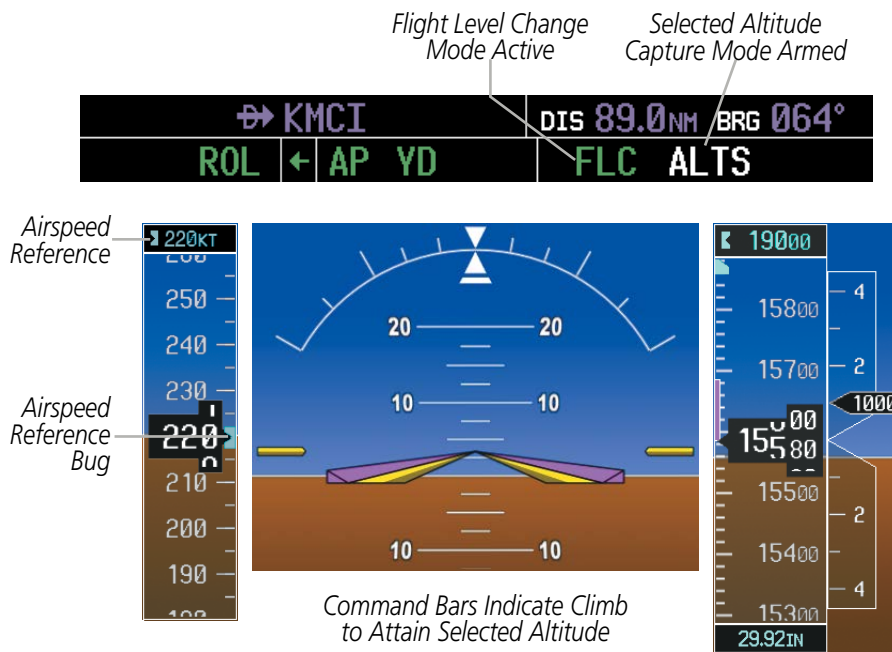 Flight Level Change
Mode Active
Selected Altitude
Capture Mode Armed
KMCI
DIS 89.0NM BRG 064°
ROL ← AP YD
FLC ALTS
Airspeed
Reference
220KT
250
240
230
220
210
200
190
Airspeed
Reference
Bug
20 20
10 10
10 10
19000
15800
15700
15580
00
15500
15400
15300
29.92IN
4
2
1000
2
4
Command Bars Indicate Climb
to Attain Selected Altitude